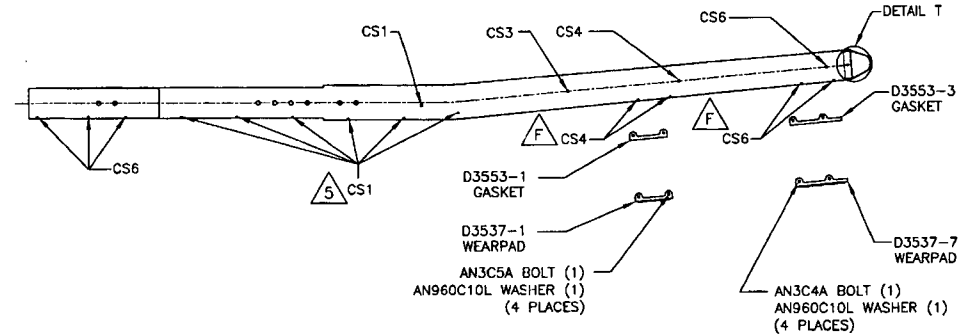 DETAIL T
CS6
CS4
CS3
CS1
D3553-3
GASKET
F
F
CS4
CS6
CS6
5
CS1
D3553-1
GASKET
D3537-1
WEARPAD
D3537-7
WEARPAD
AN3C5A BOLT (1)
AN960C10L WASHER (1)
(4 PLACES)
AN3C4A BOLT (1)
AN960C10L WASHER (1)
(4 PLACES)